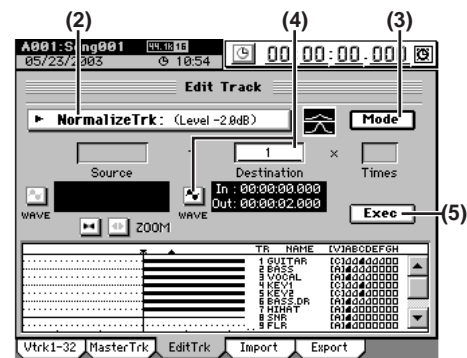 (2) (4) (3)
A001:Song001 44.1k 16
05/23/2003 10:54 00:00:00.000
Edit Track
NormalizeTrk: (Level -2.0dB) Mode
1 ×
Source Destination Times
In : 00:00:00.000
Out: 00:00:02.000
WAVE WAVE
ZOOM
Exec (5)
TR NAME [V]ABCDEFGH
1 GUITAR
2 BASS
3 VOCAL
4 KEY1
5 KEY2
6 BASS.DR
7 HIHAT
8 SNR
9 FLR
Vtrk1-32 MasterTrk EditTrk Import Export